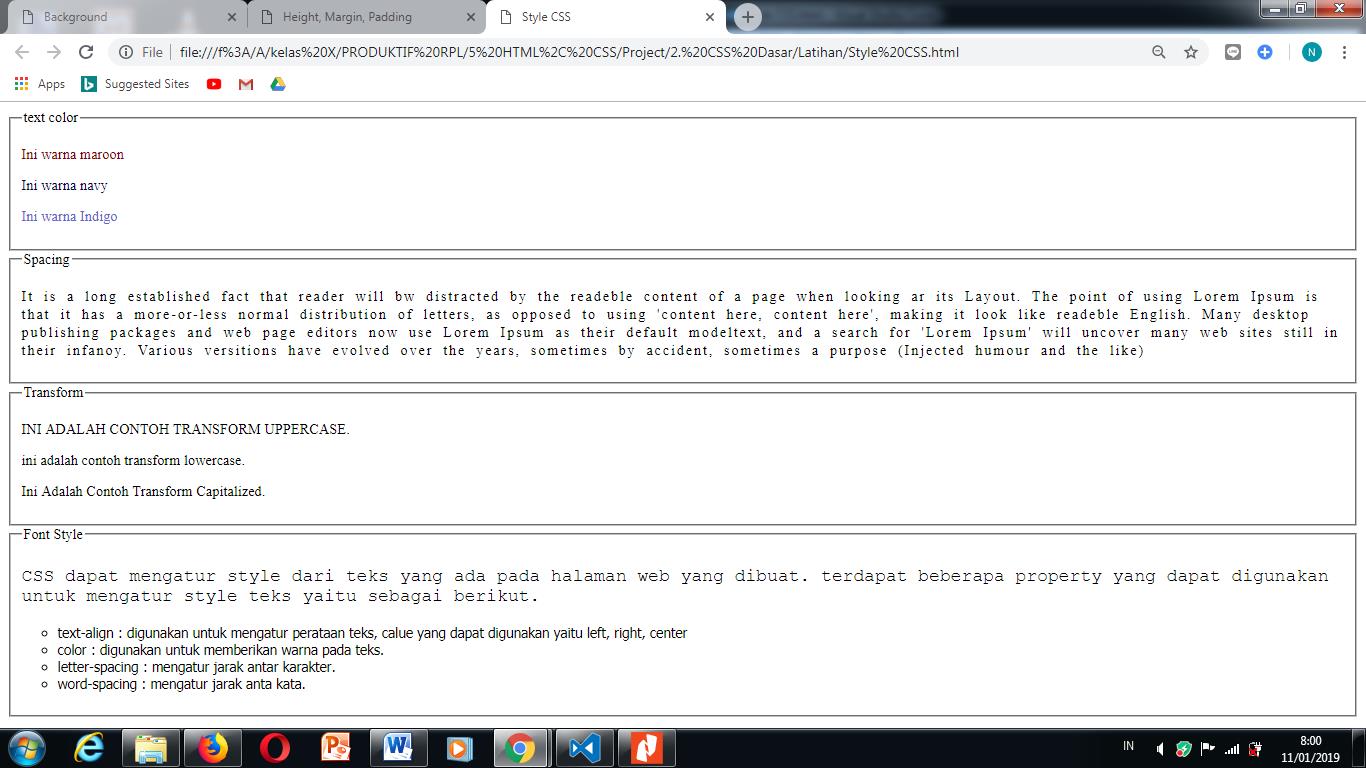 Background
Height, Margin, Padding
Style CSS
File
file:///f%3A/A/kelas%20X/PRODUKTIF%20RPL/5%20HTML%2C%20CSS/Project/2.%20CSS%20Dasar/Latihan/Style%20CSS.html
N
Apps
Suggested Sites
text color
Ini warna maroon
Ini warna navy
Ini warna Indigo
Spacing
It is a long established fact that reader will bw distracted by the readeble content of a page when looking ar its Layout. The point of using Lorem Ipsum is
that it has a more-or-less normal distribution of letters, as opposed to using 'content here, content here', making it look like readeble English. Many desktop
publishing packages and web page editors now use Lorem Ipsum as their default modeltext, and a search for 'Lorem Ipsum' will uncover many web sites still in
their infanoy. Various versitions have evolved over the years, sometimes by accident, sometimes a purpose (Injected humour and the like)
Transform
INI ADALAH CONTOH TRANSFORM UPPERCASE.
ini adalah contoh transform lowercase.
Ini Adalah Contoh Transform Capitalized.
Font Style
CSS dapat mengatur style dari teks yang ada pada halaman web yang dibuat. terdapat beberapa property yang dapat digunakan
untuk mengatur style teks yaitu sebagai berikut.
text-align : digunakan untuk mengatur perataan teks, calue yang dapat digunakan yaitu left, right, center
color : digunakan untuk memberikan warna pada teks.
letter-spacing : mengatur jarak antar karakter.
word-spacing : mengatur jarak anta kata.
IN
8:00
11/01/2019